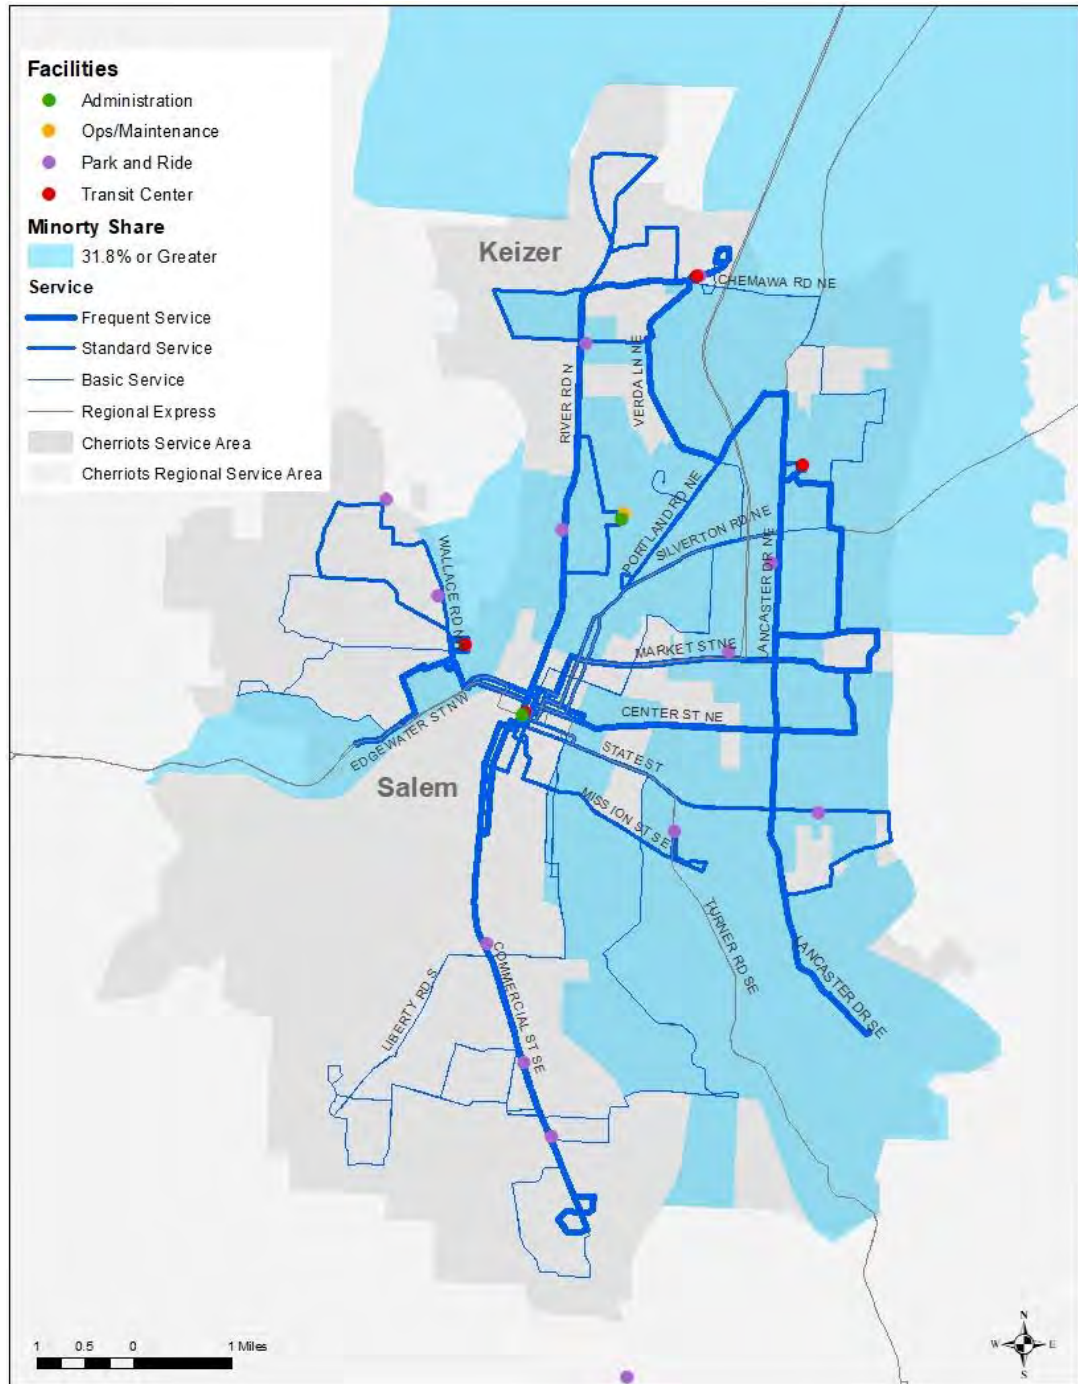 Facilities
Administration
Ops/Maintenance
Park and Ride
Transit Center
Minorty Share
31.8% or Greater
Service
Frequent Service
Standard Service
Basic Service
Regional Express
Cherriots Service Area
Cherriots Regional Service Area
Keizer
CHEMAWA RD NE
RIVER RD N
VERDA LN NE
PORTLAND RD NE
SILVERTON RD NE
LANCASTER DR NE
WALLACE RD N
MARKET ST NE
CENTER ST NE
EDGEWATER ST NW
STATE ST
Salem
MISSION ST SE
TURNER RD SE
LANCASTER DR SE
COMMERCIAL ST SE
LIBERTY RD S
1 0.5 0 1 Miles
N
W E
S